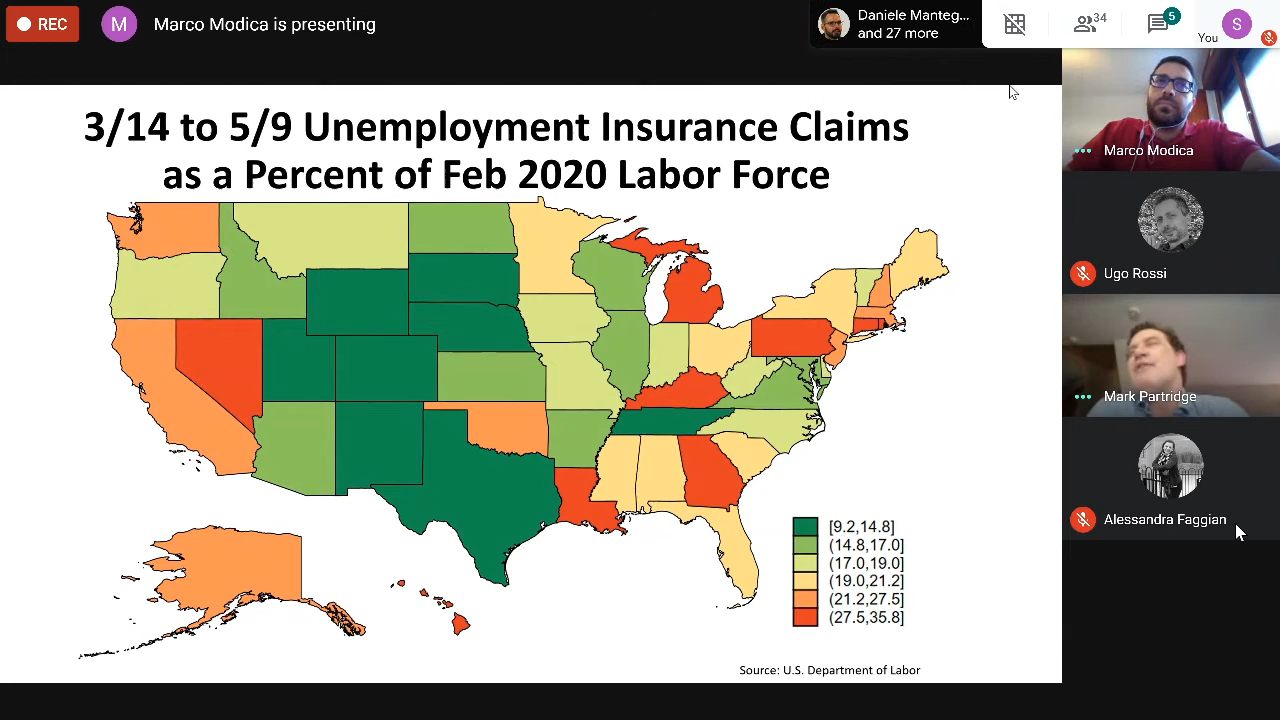 REC
M
Marco Modica is presenting
Daniele Manteg...
and 27 more
34
5
You
S
3/14 to 5/9 Unemployment Insurance Claims
as a Percent of Feb 2020 Labor Force
[9.2,14.8]
(14.8,17.0]
(17.0,19.0]
(19.0,21.2]
(21.2,27.5]
(27.5,35.8]
Source: U.S. Department of Labor
Marco Modica
Ugo Rossi
Mark Partridge
Alessandra Faggian